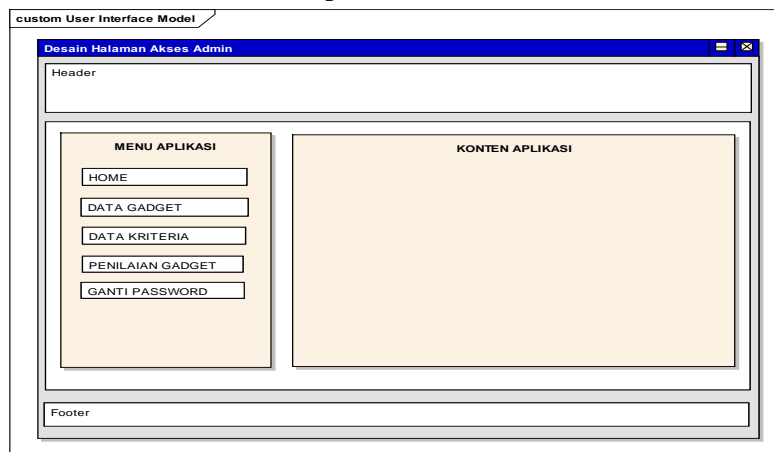 custom User Interface Model
Desain Halaman Akses Admin
Header
MENU APLIKASI
HOME
DATA GADGET
DATA KRITERIA
PENILAIAN GADGET
GANTI PASSWORD
KONTEN APLIKASI
Footer